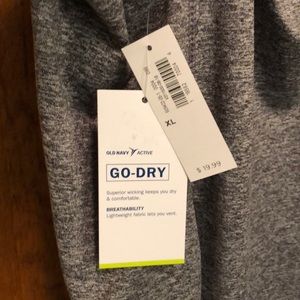 OLD NAVY ACTIVE
GO-DRY
Superior wicking keeps you dry
& comfortable.
BREATHABILITY
Lightweight fabric lets you vent.
XL
$19.99